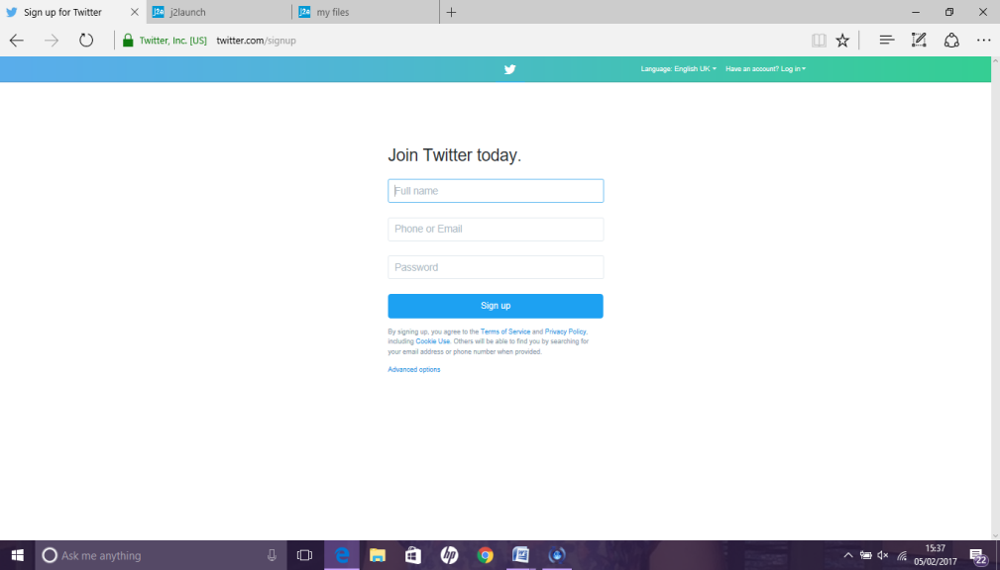 Sign up for Twitter
j2e j2launch
j2e my files
Twitter, Inc. [US] twitter.com/signup
Language: English UK Have an account? Log in
Join Twitter today.
Full name
Phone or Email
Password
Sign up
By signing up, you agree to the Terms of Service and Privacy Policy,
including Cookie Use. Others will be able to find you by searching for
your email address or phone number when provided.
Advanced options
Ask me anything
hp
15:37
05/02/2017
22